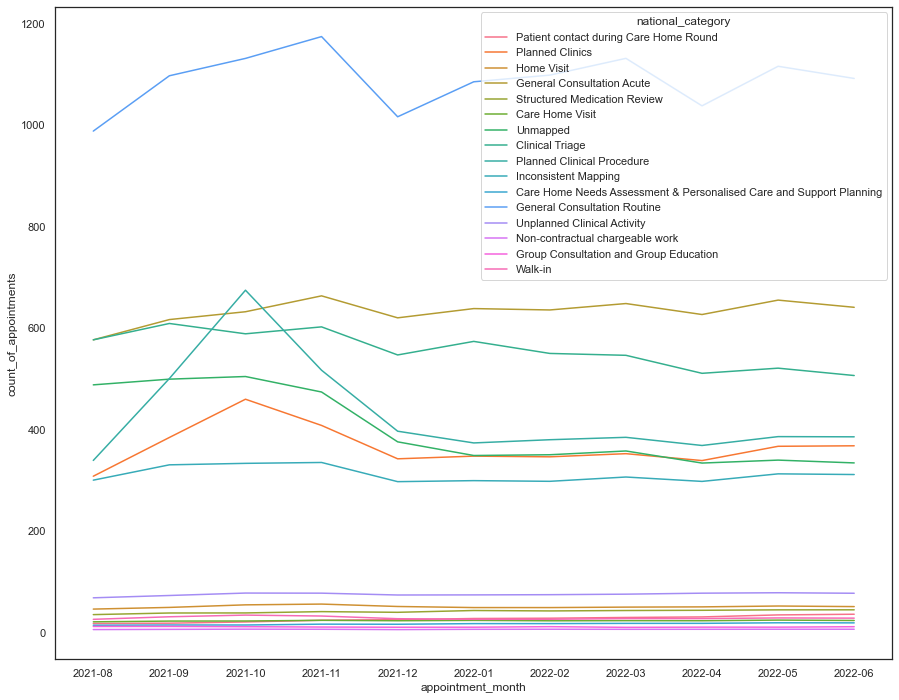 national_category
Patient contact during Care Home Round
Planned Clinics
Home Visit
General Consultation Acute
Structured Medication Review
Care Home Visit
Unmapped
Clinical Triage
Planned Clinical Procedure
Inconsistent Mapping
Care Home Needs Assessment & Personalised Care and Support Planning
General Consultation Routine
Unplanned Clinical Activity
Non-contractual chargeable work
Group Consultation and Group Education
Walk-in
1200
1000
800
600
400
200
0
count_of_appointments
2021-08 2021-09 2021-10 2021-11 2021-12 2022-01 2022-02 2022-03 2022-04 2022-05 2022-06
appointment_month